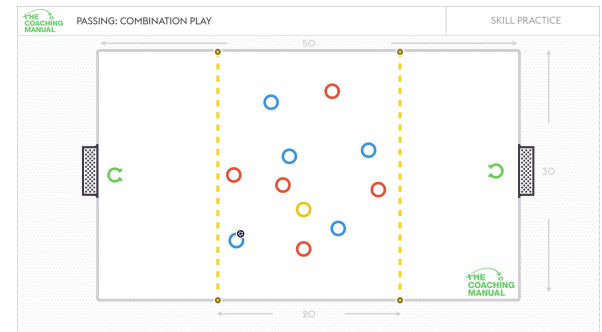 THE
COACHING
MANUAL
PASSING: COMBINATION PLAY
SKILL PRACTICE
50
30
THE
COACHING
MANUAL
20